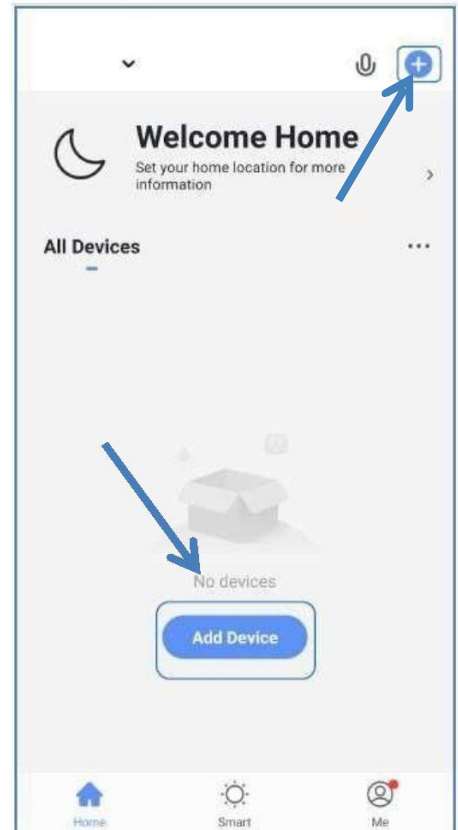 Welcome Home
Set your home location for more
information
All Devices
No devices
Add Device
Home
Smart
Me